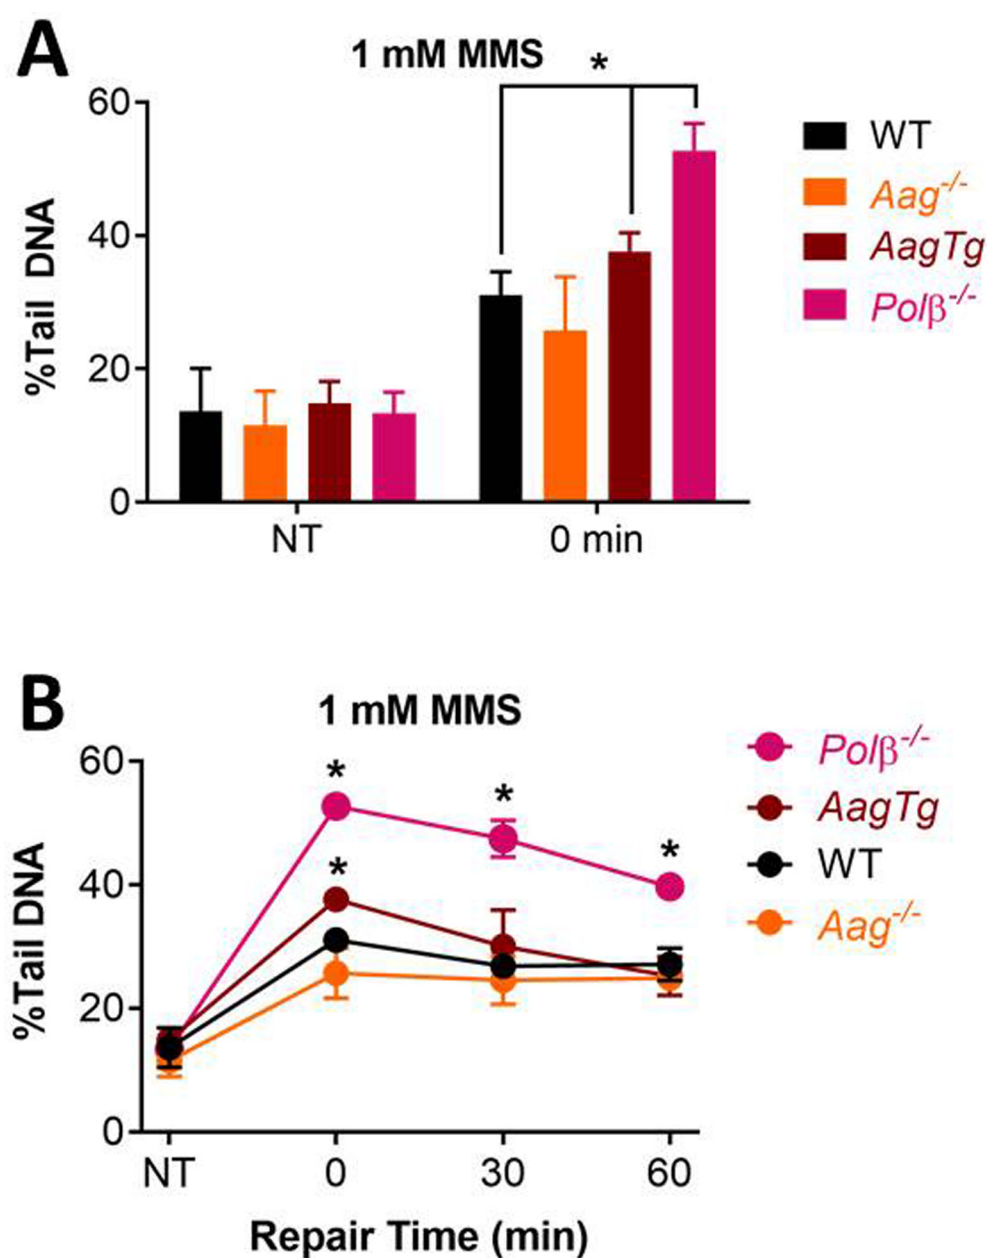 A
1 mM MMS
*
60
40
20
0
%Tail DNA
NT
0 min
WT
Aag-/-
AagTg
Polβ-/-
B
1 mM MMS
60
40
20
0
%Tail DNA
*
*
*
*
NT
0
30
60
Repair Time (min)
Polβ-/-
AagTg
WT
Aag-/-